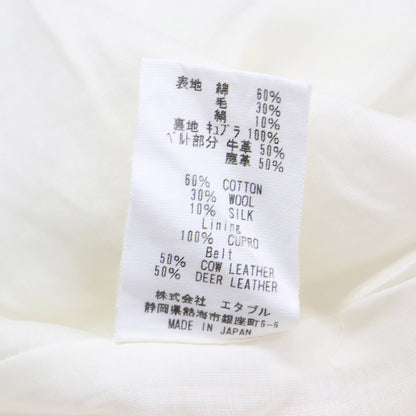 表地 綿 60%
毛 30%
絹 10%
裏地 キュプラ 100%
ベルト部分 牛革 50%
鹿革 50%
60% COTTON
30% WOOL
10% SILK
Lining
100% CUPRO
Belt
50% COW LEATHER
50% DEER LEATHER
株式会社 エタブル
静岡県熱海市銀座町6-6
MADE IN JAPAN